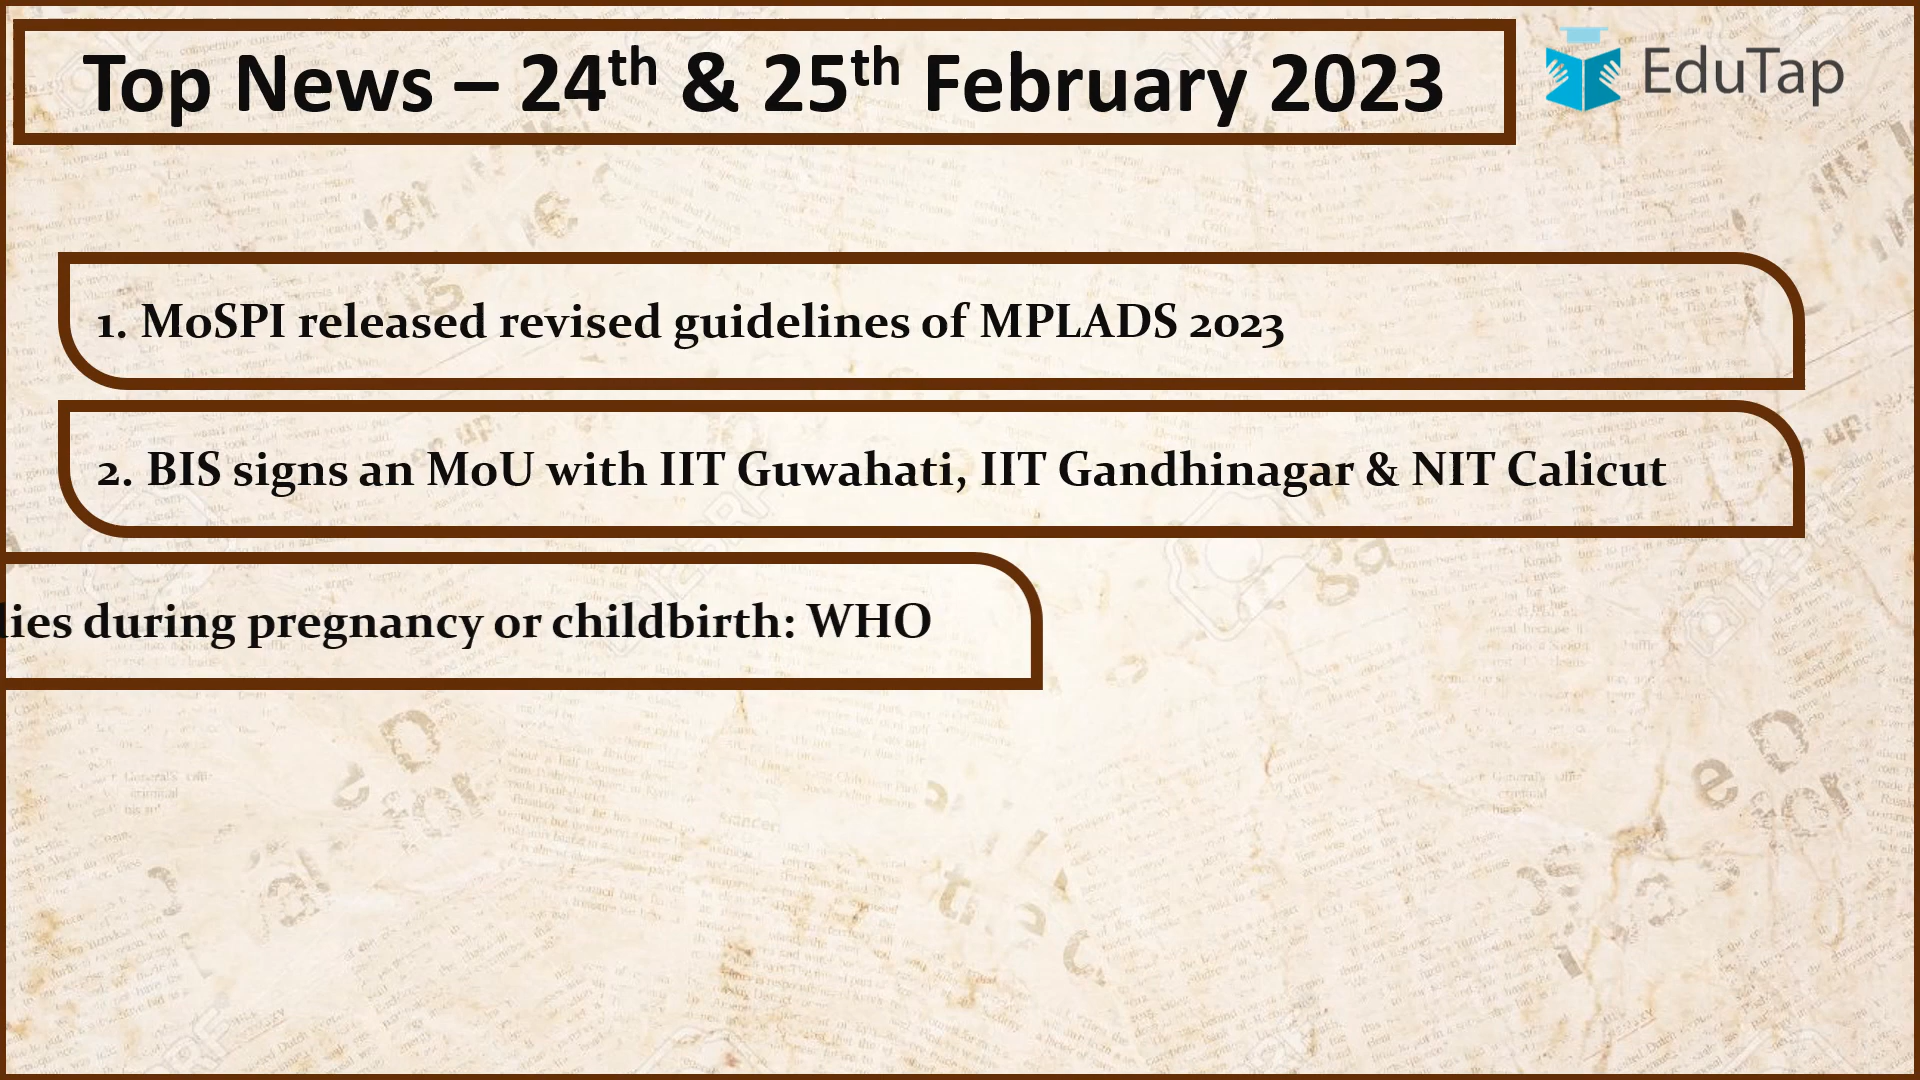 Top News – 24th & 25th February 2023
EduTap
1. MoSPI released revised guidelines of MPLADS 2023
2. BIS signs an MoU with IIT Guwahati, IIT Gandhinagar & NIT Calicut
during pregnancy or childbirth: WHO